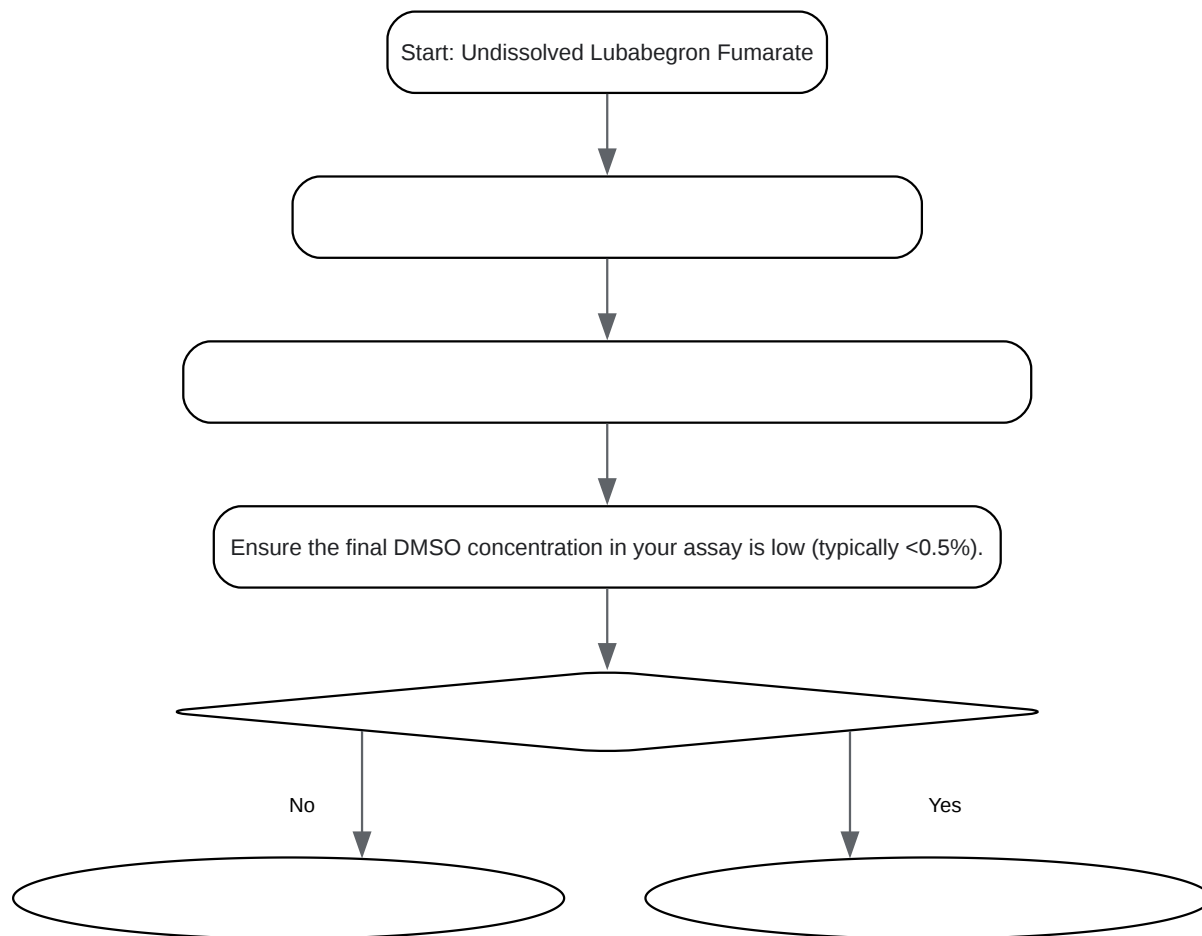 Start: Undissolved Lubabegron Fumarate
Ensure the final DMSO concentration in your assay is low (typically <0.5%).
No
Yes